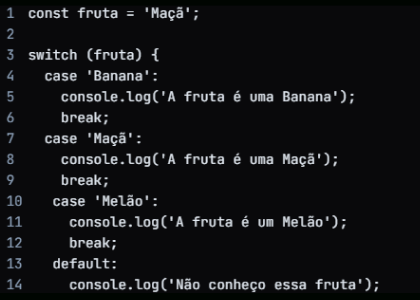 1 const fruta = 'Maçã';
2
3 switch (fruta) {
4   case 'Banana':
5     console.log('A fruta é uma Banana');
6     break;
7   case 'Maçã':
8     console.log('A fruta é uma Maçã');
9     break;
10   case 'Melão':
11     console.log('A fruta é um Melão');
12     break;
13   default:
14     console.log('Não conheço essa fruta');